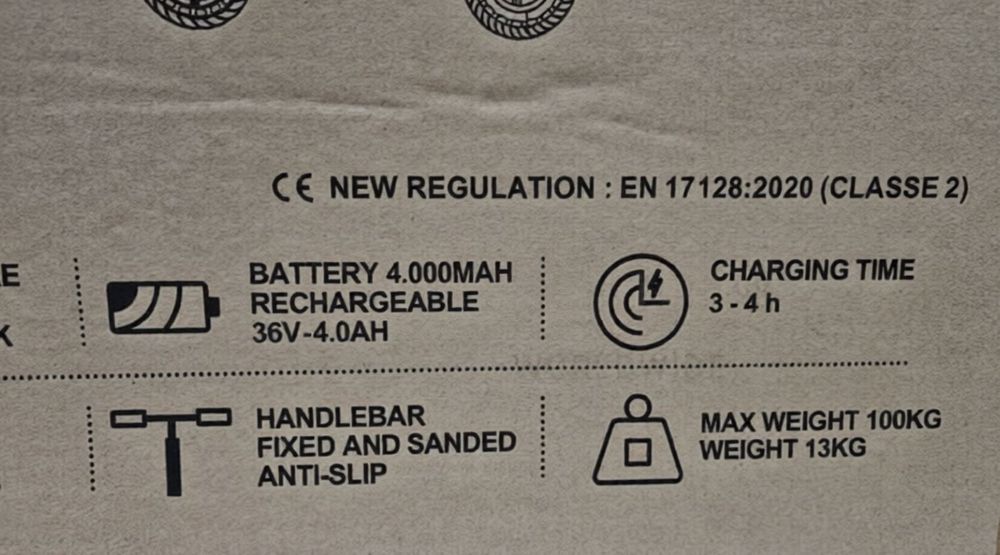 CE NEW REGULATION : EN 17128:2020 (CLASSE 2)
E
K
BATTERY 4.000MAH
RECHARGEABLE
36V-4.0AH
CHARGING TIME
3 - 4 h
HANDLEBAR
FIXED AND SANDED
ANTI-SLIP
MAX WEIGHT 100KG
WEIGHT 13KG